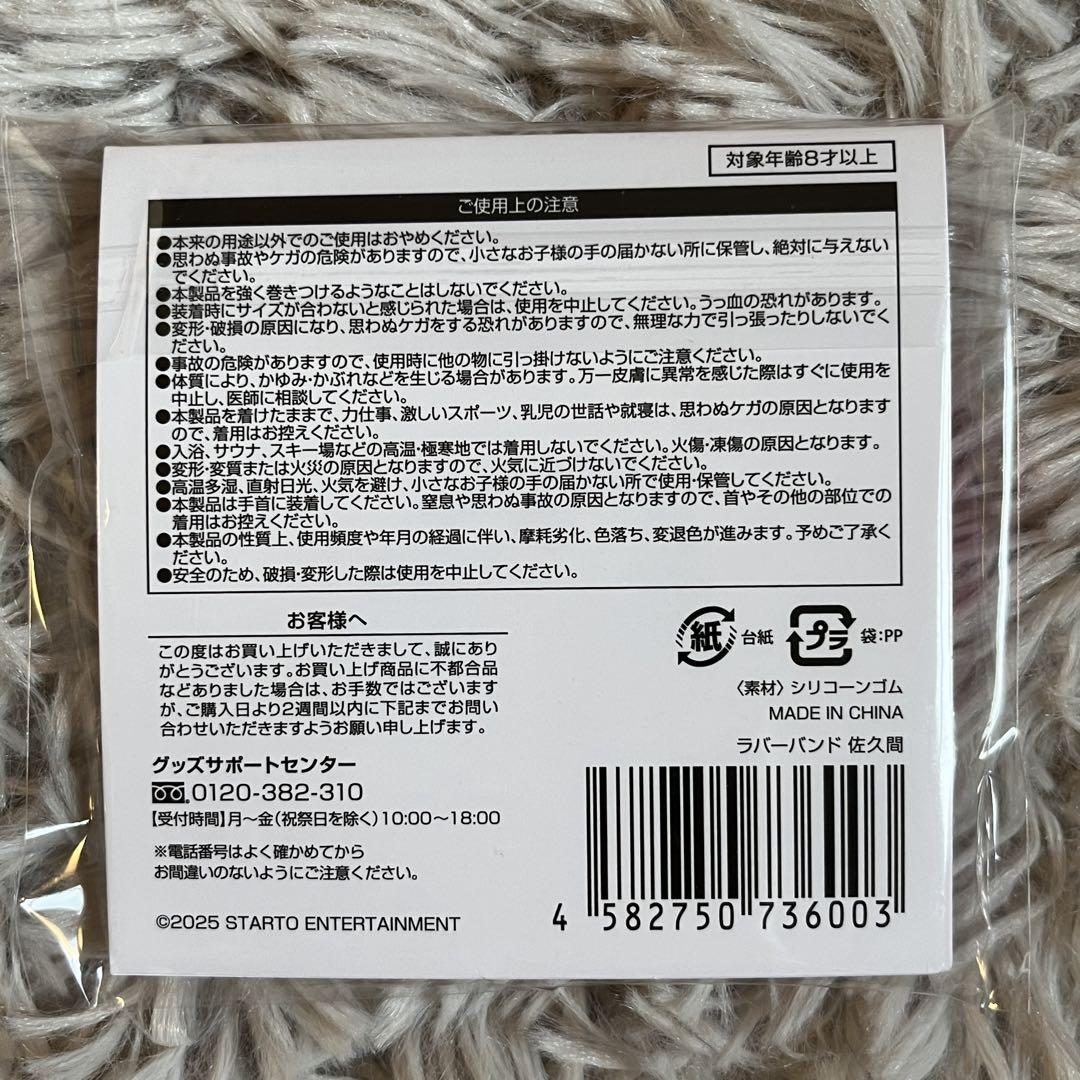 対象年齢8才以上
ご使用上の注意
●本来の用途以外でのご使用はおやめください。
●思わぬ事故やケガの危険がありますので、小さなお子様の手の届かない所に保管し、絶対に与えない
でください。
●本製品を強く巻きつけるようなことはしないでください。
●装着時にサイズが合わないと感じられた場合は、使用を中止してください。うっ血の恐れがあります。
●変形・破損の原因になり、思わぬケガをする恐れがありますので、無理な力で引っ張ったりしないでく
ださい。
●事故の危険がありますので、使用時に他の物に引っ掛けないようにご注意ください。
●体質により、かゆみ・かぶれなどを生じる場合があります。万一皮膚に異常を感じた際はすぐに使用を
中止し、医師に相談してください。
●本製品を着けたままで、力仕事、激しいスポーツ、乳児の世話や就寝は、思わぬケガの原因となります
ので、着用はお控えください。
●入浴、サウナ、スキー場などの高温・極寒地では着用しないでください。火傷・凍傷の原因となります。
●変形・変質または火災の原因となりますので、火気に近づけないでください。
●高温多湿、直射日光、火気を避け、小さなお子様の手の届かない所で使用・保管してください。
●本製品は手首に装着してください。窒息や思わぬ事故の原因となりますので、首やその他の部位での
着用はお控えください。
●本製品の性質上、使用頻度や年月の経過に伴い、摩耗劣化、色落ち、変退色が進みます。予めご了承く
ださい。
●安全のため、破損・変形した際は使用を中止してください。
お客様へ
この度はお買い上げいただきまして、誠にあり
がとうございます。お買い上げ商品に不都合品
などありました場合は、お手数ではございます
が、ご購入日より2週間以内に下記までお問い
合わせいただきますようお願い申し上げます。
グッズサポートセンター
0120-382-310
【受付時間】月〜金(祝祭日を除く)10:00〜18:00
※電話番号はよく確かめてから
お間違いのないようにご注意ください。
©2025 STARTO ENTERTAINMENT
紙 台紙 プラ 袋:PP
〈素材〉シリコーンゴム
MADE IN CHINA
ラバーバンド 佐久間
4 582750 736003